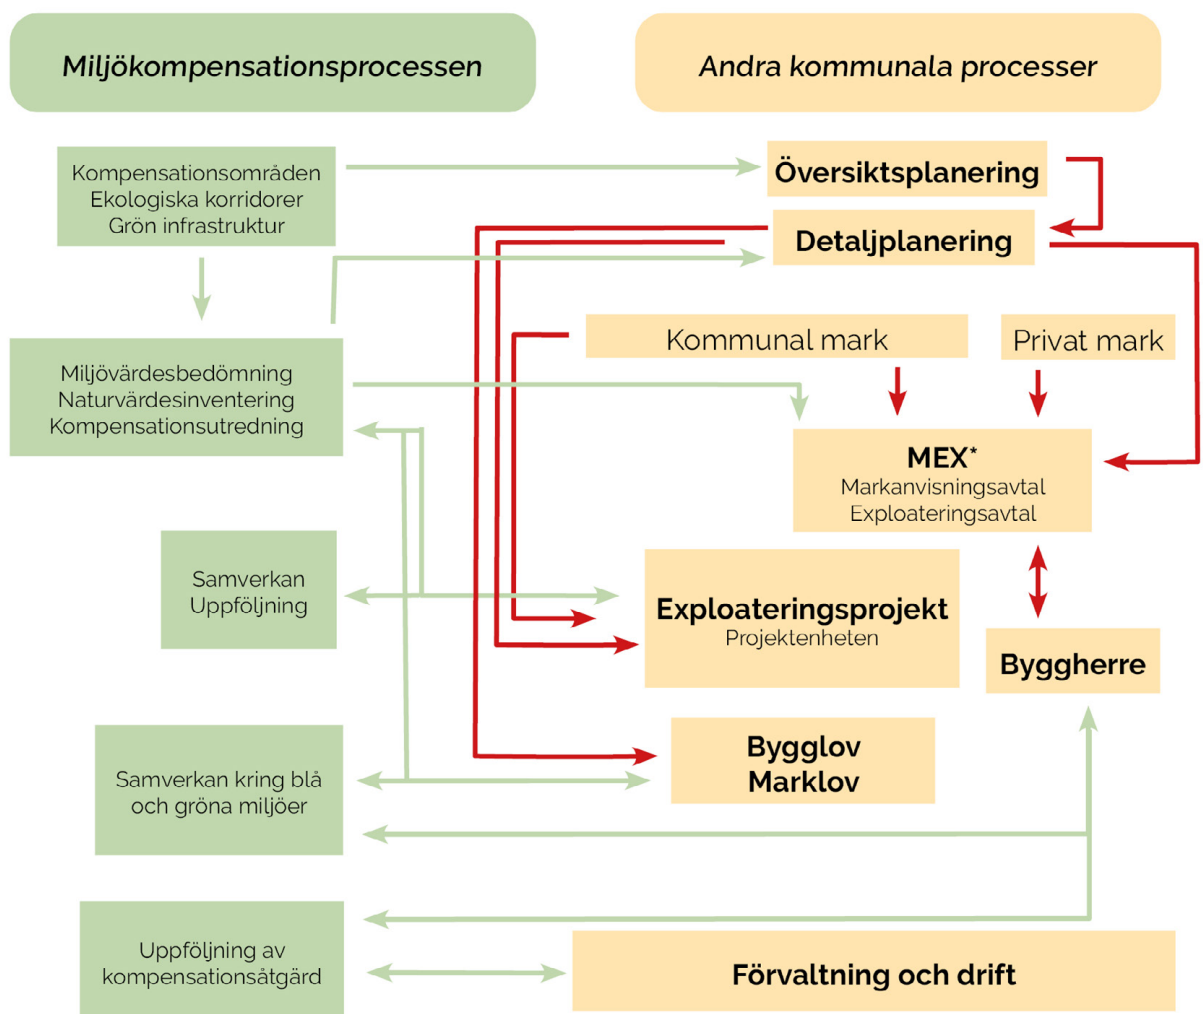 Miljökompensationsprocessen
Andra kommunala processer
Kompensationsområden
Ekologiska korridorer
Grön infrastruktur
Översiktsplanering
Detaljplanering
Kommunal mark
Privat mark
Miljövärdesbedömning
Naturvärdesinventering
Kompensationsutredning
MEX*
Markanvisningsavtal
Exploateringsavtal
Samverkan
Uppföljning
Exploateringsprojekt
Projektenheten
Byggherre
Bygglov
Marklov
Samverkan kring blå
och gröna miljöer
Uppföljning av
kompensationsåtgärd
Förvaltning och drift